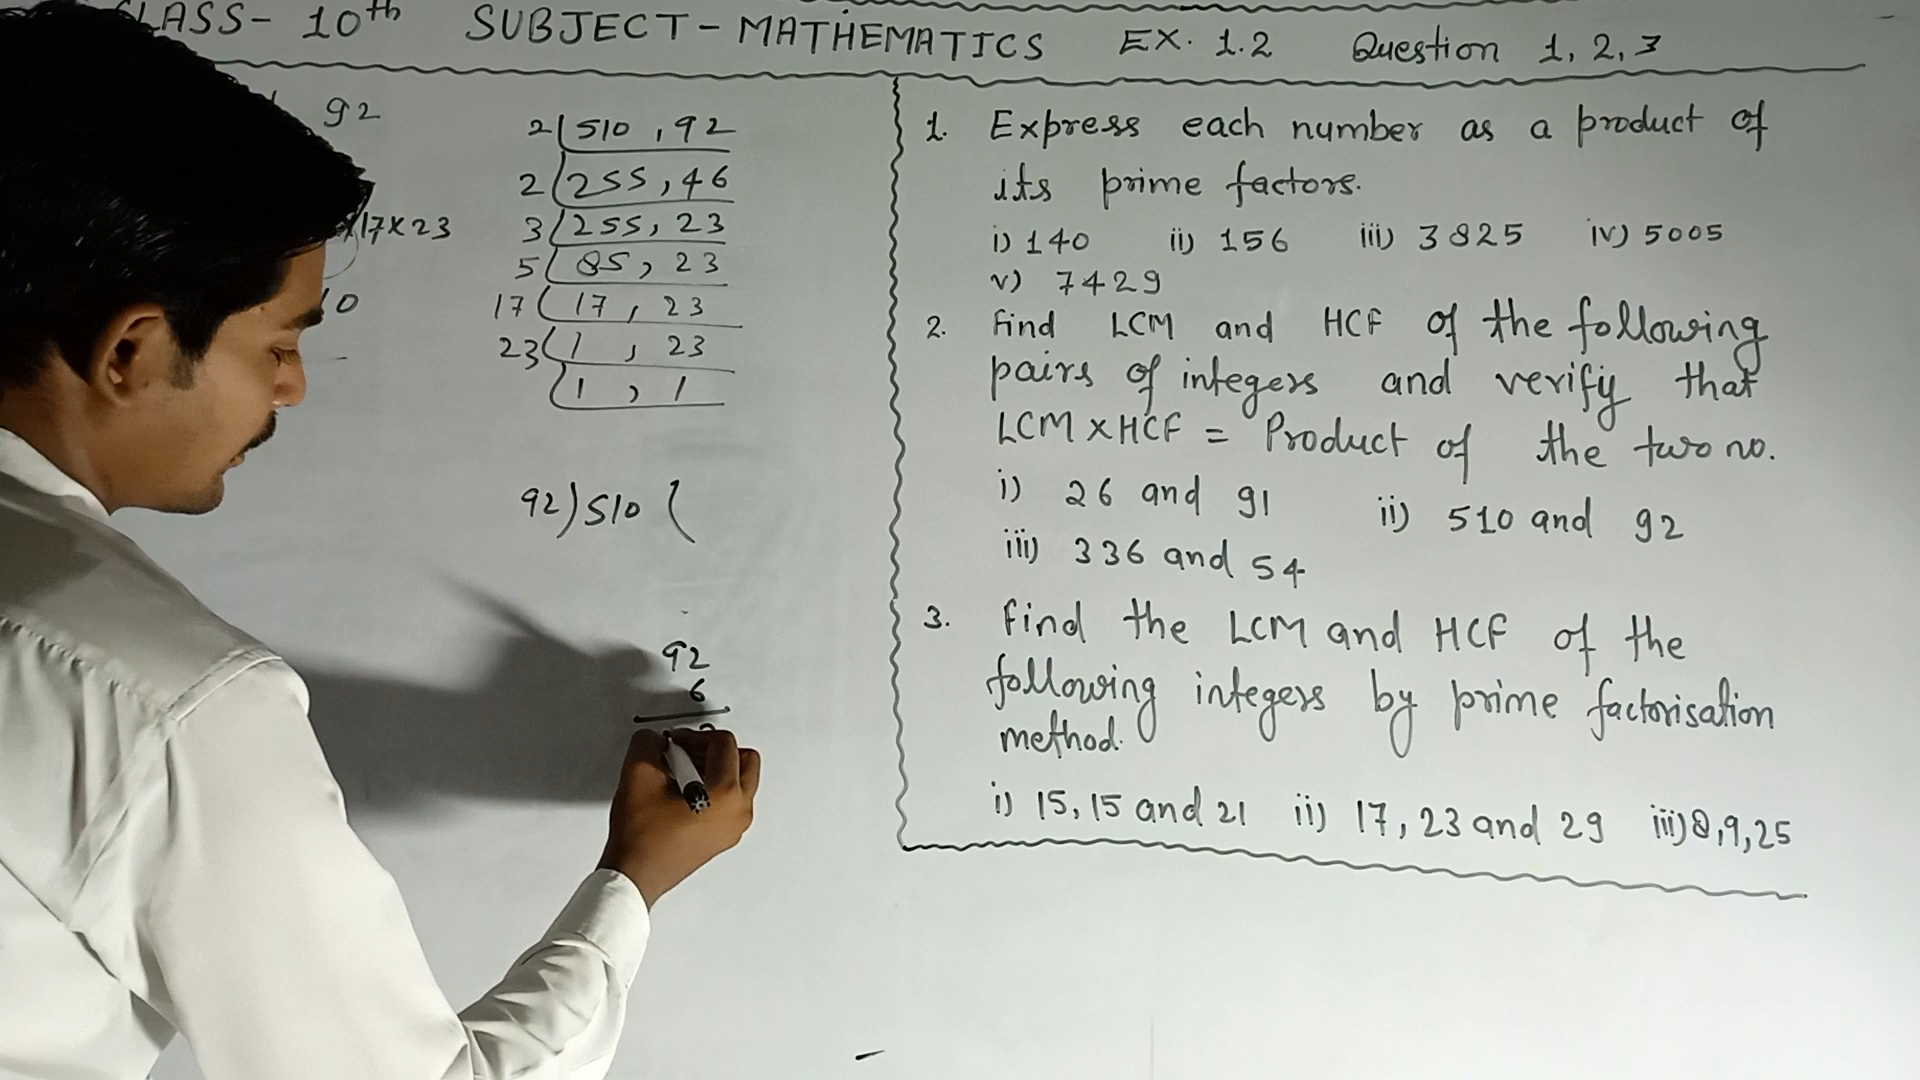 CLASS- 10th SUBJECT - MATHEMATICS EX. 1.2 Question 1, 2, 3
92
17 x 23
10
2 510 , 92
2 255 , 46
3 255 , 23
5 85 , 23
17 17 , 23
23 1 , 23
1 , 1
92 ) 510 (
92
6
1. Express each number as a product of
its prime factors.
i) 140 ii) 156 iii) 3825 iv) 5005
v) 7429
2. Find LCM and HCF of the following
pairs of integers and verify that
LCM x HCF = Product of the two no.
i) 26 and 91 ii) 510 and 92
iii) 336 and 54
3. Find the LCM and HCF of the
following integers by prime factorisation
method.
i) 15, 15 and 21 ii) 17, 23 and 29 iii) 8, 9, 25